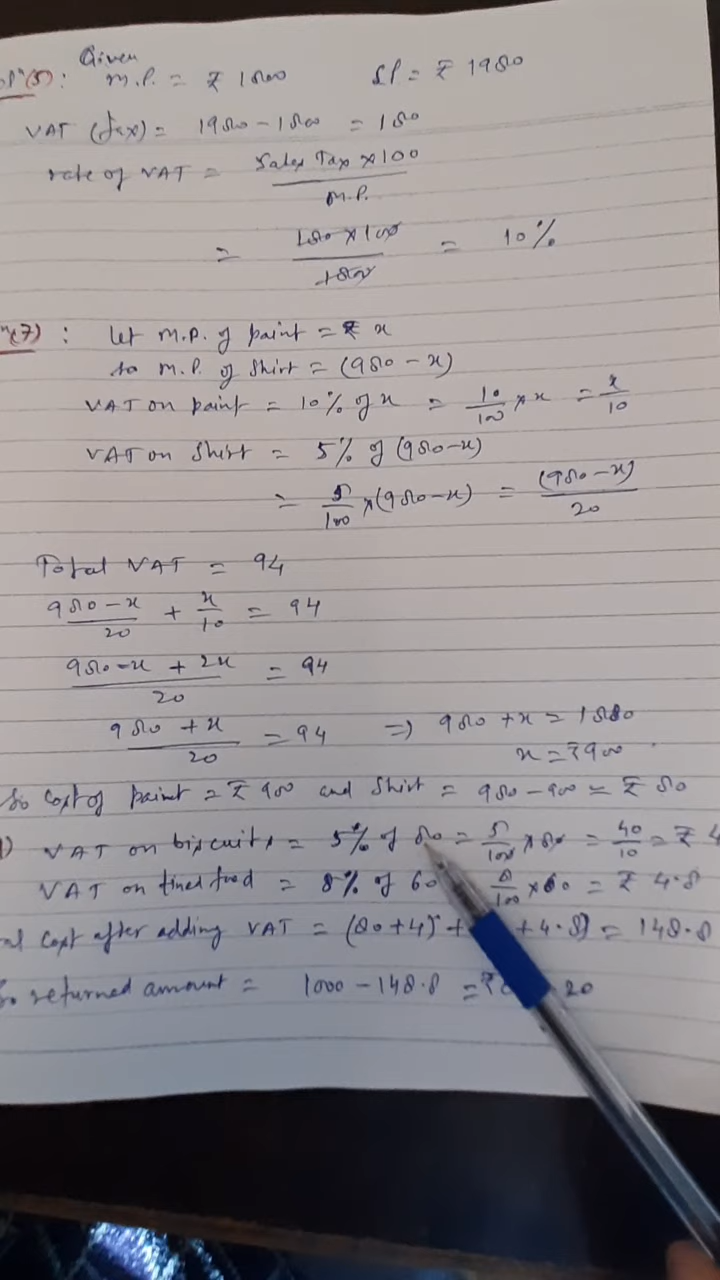 Given
(5): M.P. = ₹ 1800 SP = ₹ 1980
VAT (Tax) = 1980 - 1800 = 180
rate of VAT = Sales Tax × 100 / M.P.
= 180 × 100 / 1800 = 10%
(7): Let M.P. of paint = ₹ x
so M.P. of Shirt = (980 - x)
VAT on paint = 10% of x = 10/100 × x = x/10
VAT on Shirt = 5% of (980-x)
= 5/100 × (980-x) = (980-x)/20
Total VAT = 94
980-x/20 + x/10 = 94
980-x + 2x/20 = 94
980 + x/20 = 94 => 980 + x = 1880
x = ₹900
So Cost of paint = ₹ 900 and Shirt = 980 - 900 = ₹ 80
VAT on biscuits = 5% of 80 = 5/100 × 80 = 40/10 = ₹ 4
VAT on tined food = 8% of 60 8/100 × 60 = ₹ 4.8
Cost after adding VAT = (80+4) + + 4.8) = 148.8
So returned amount = 1000 - 148.8 = ₹ 20